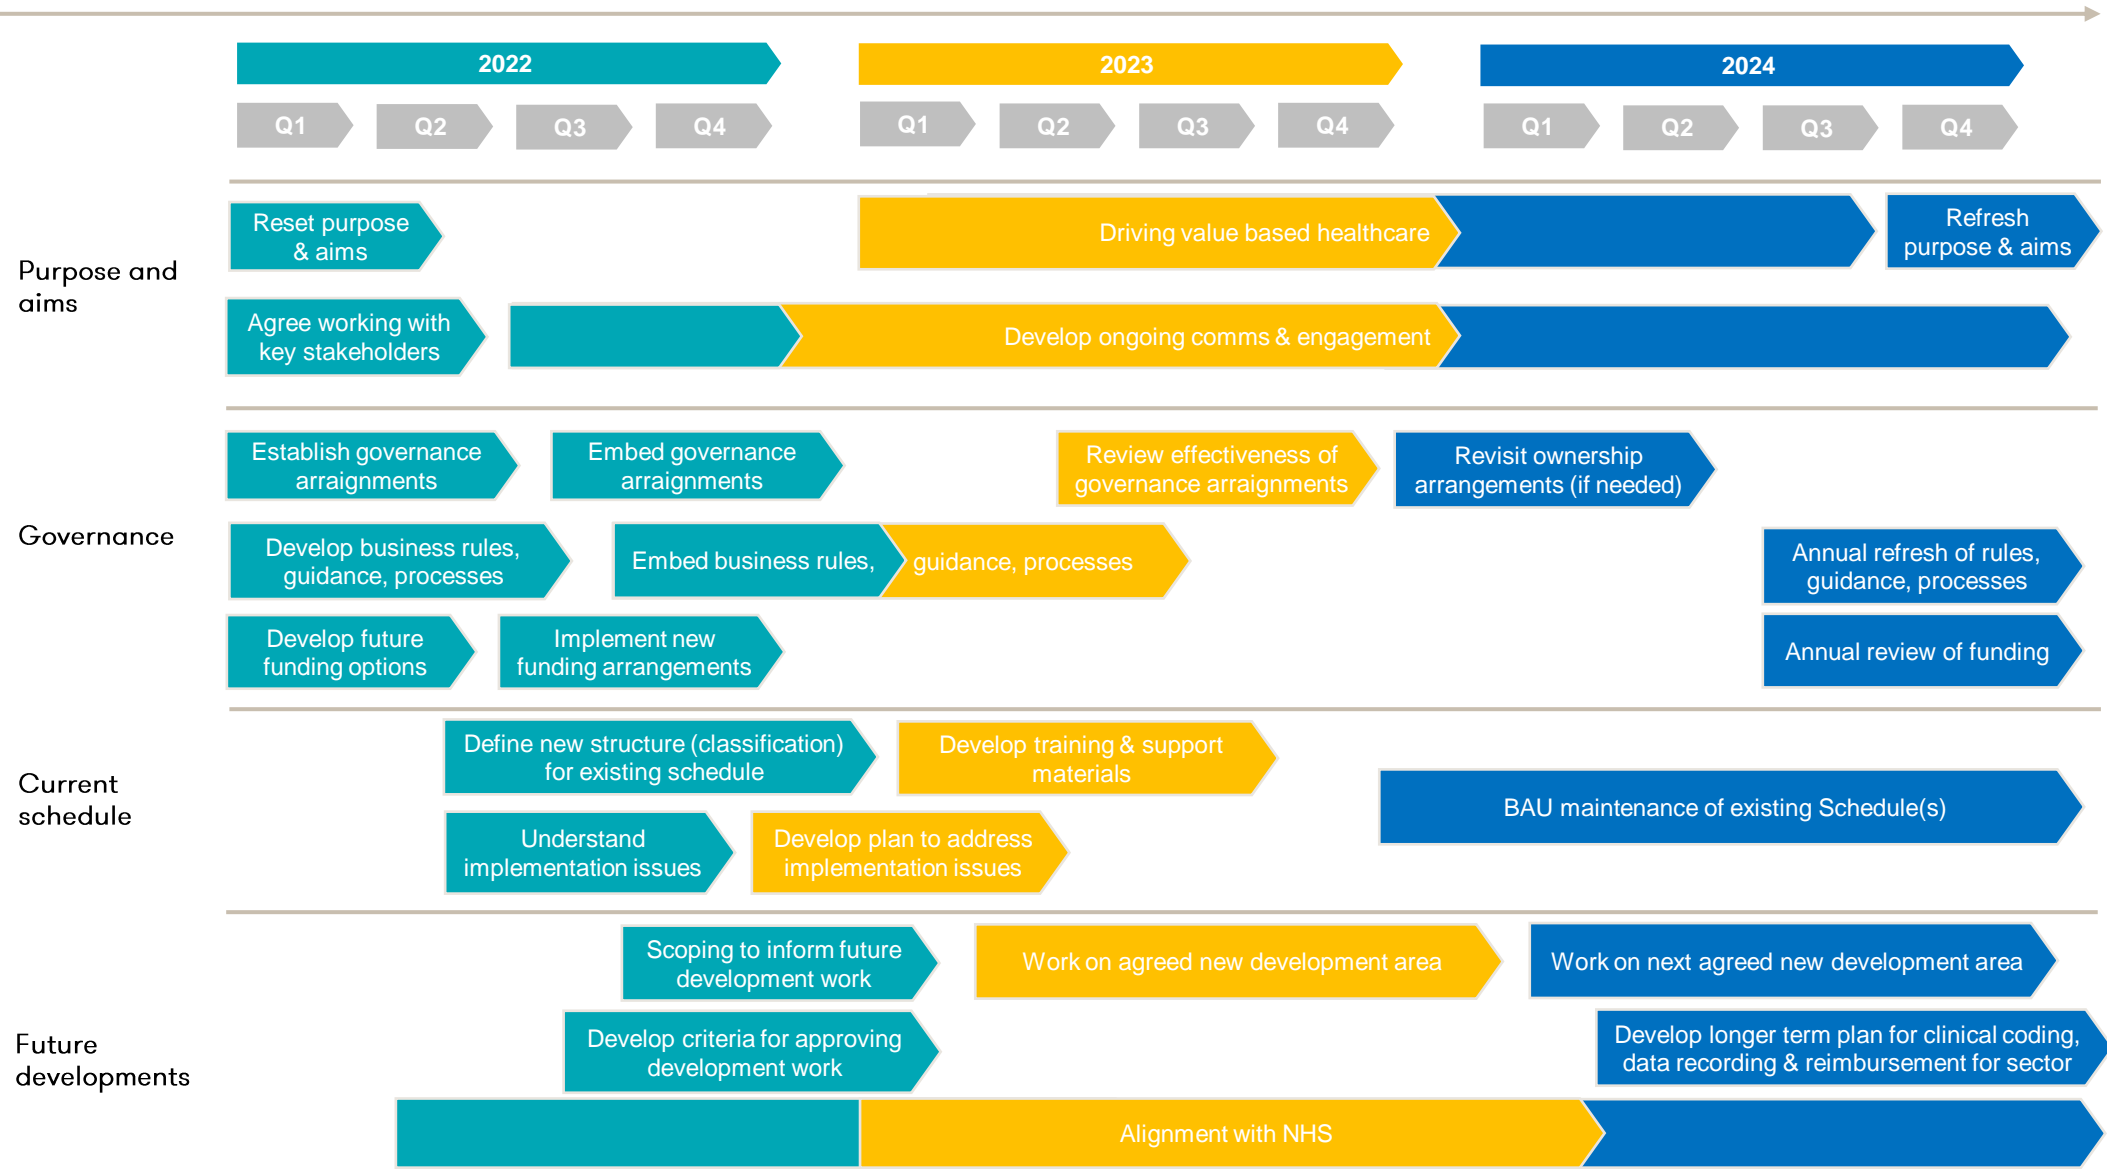 2022
2023
2024
Q1
Q2
Q3
Q4
Q1
Q2
Q3
Q4
Q1
Q2
Q3
Q4
Purpose and
aims
Reset purpose
& aims
Driving value based healthcare
Refresh
purpose & aims
Agree working with
key stakeholders
Develop ongoing comms & engagement
Governance
Establish governance
arraignments
Embed governance
arraignments
Review effectiveness of
governance arraignments
Revisit ownership
arrangements (if needed)
Develop business rules,
guidance, processes
Embed business rules, guidance, processes
Annual refresh of rules,
guidance, processes
Develop future
funding options
Implement new
funding arrangements
Annual review of funding
Current
schedule
Define new structure (classification)
for existing schedule
Develop training & support
materials
BAU maintenance of existing Schedule(s)
Understand
implementation issues
Develop plan to address
implementation issues
Future
developments
Scoping to inform future
development work
Work on agreed new development area
Work on next agreed new development area
Develop criteria for approving
development work
Develop longer term plan for clinical coding,
data recording & reimbursement for sector
Alignment with NHS